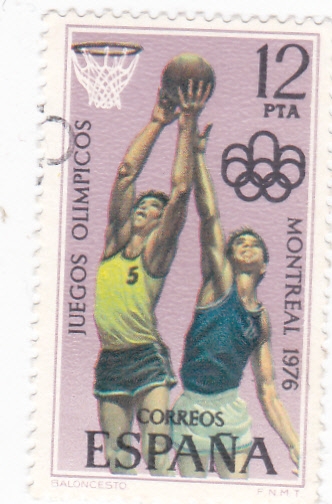 12
PTA
JUEGOS OLIMPICOS
MONTREAL 1976
5
CORREOS
ESPAÑA
BALONCESTO
F.N.M.T.